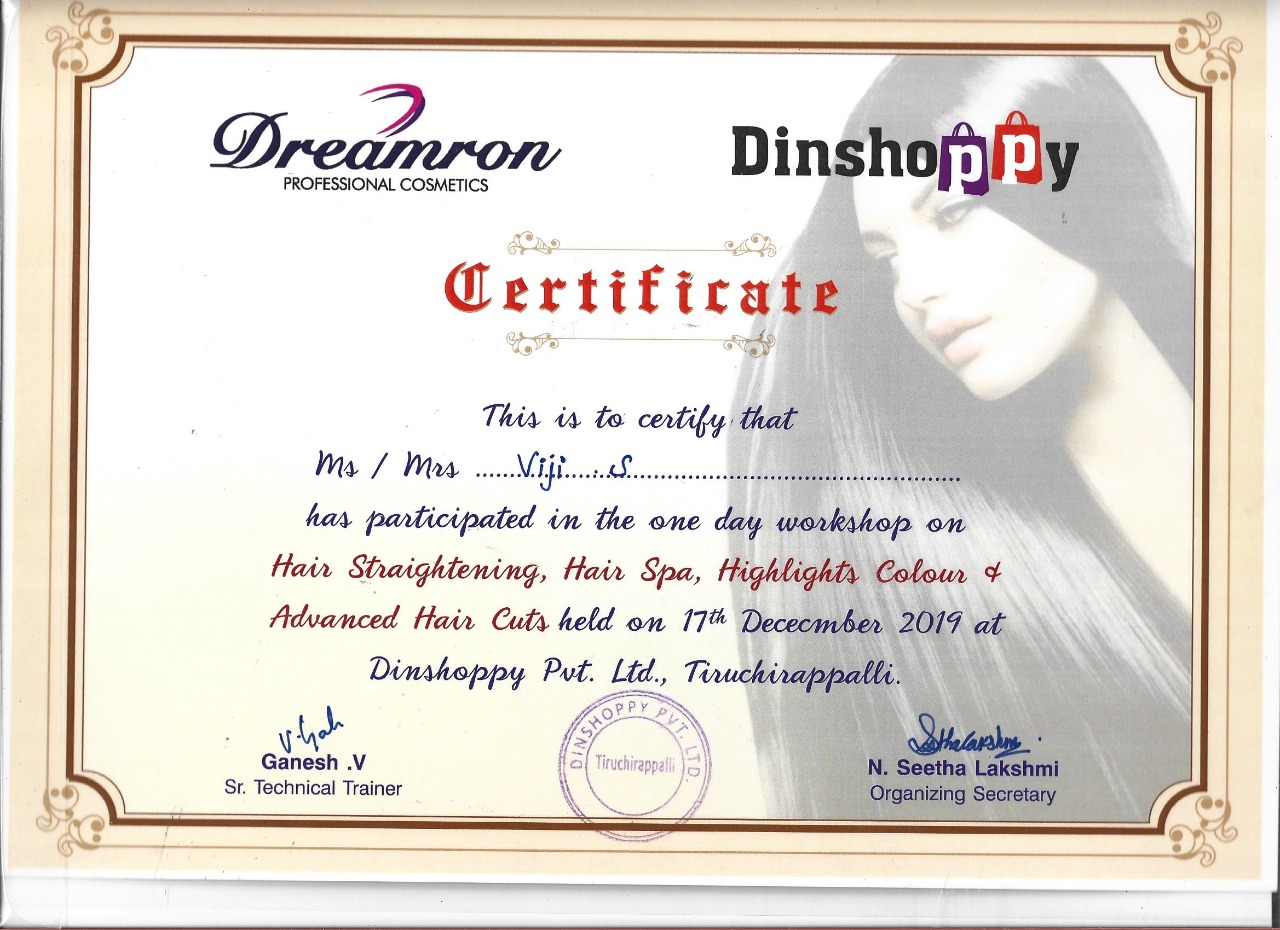 Dreamron
PROFESSIONAL COSMETICS
Dinshoppy
Certificate
This is to certify that
Ms / Mrs ......Viji......S..........................................................
has participated in the one day workshop on
Hair Straightening, Hair Spa, Highlights Colour &
Advanced Hair Cuts held on 17th Dececmber 2019 at
Dinshoppy Pvt. Ltd., Tiruchirappalli.
Ganesh .V
Sr. Technical Trainer
DINSHOPPY PVT. LTD.
Tiruchirappalli
Seethalakshmi
N. Seetha Lakshmi
Organizing Secretary